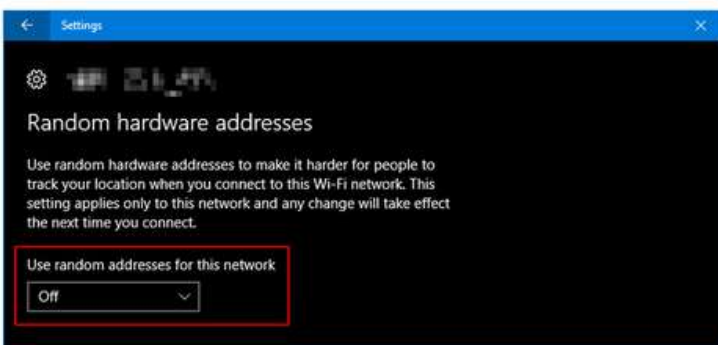 Settings
Random hardware addresses
Use random hardware addresses to make it harder for people to
track your location when you connect to this Wi-Fi network. This
setting applies only to this network and any change will take effect
the next time you connect.
Use random addresses for this network
Off